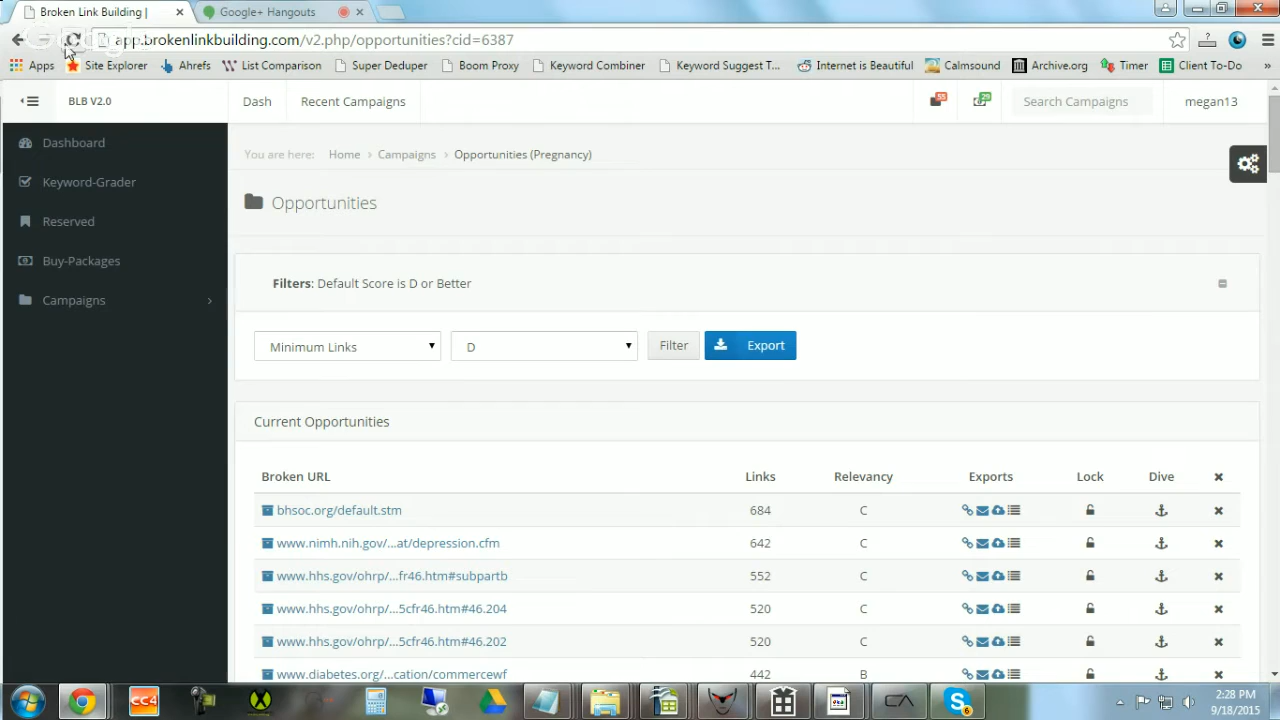 Broken Link Building |
Google+ Hangouts
app.brokenlinkbuilding.com/v2.php/opportunities?cid=6387
Apps Site Explorer Ahrefs List Comparison Super Deduper Boom Proxy Keyword Combiner Keyword Suggest T... Internet is Beautiful Calmsound Archive.org Timer Client To-Do »
BLB V2.0 Dash Recent Campaigns 55 29 Search Campaigns megan13
Dashboard
Keyword-Grader
Reserved
Buy-Packages
Campaigns
You are here: Home › Campaigns › Opportunities (Pregnancy)
Opportunities
Filters: Default Score is D or Better
Minimum Links D Filter Export
Current Opportunities
Broken URL Links Relevancy Exports Lock Dive
bhsoc.org/default.stm 684 C
www.nimh.nih.gov/...at/depression.cfm 642 C
www.hhs.gov/ohrp/...fr46.htm#subpartb 552 C
www.hhs.gov/ohrp/...5cfr46.htm#46.204 520 C
www.hhs.gov/ohrp/...5cfr46.htm#46.202 520 C
www.diabetes.org/...cation/commercewf 442 B
CC4
6
2:28 PM
9/18/2015